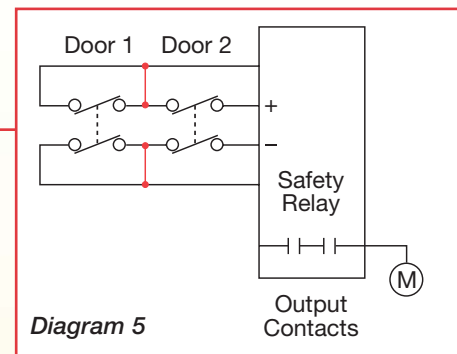 Door 1 Door 2
+
−
Safety
Relay
M
Output
Contacts
Diagram 5